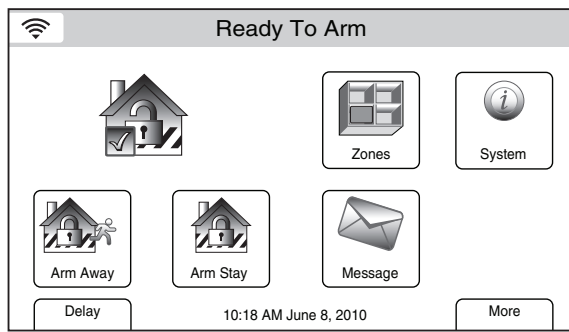 Ready To Arm
Zones
System
Arm Away
Arm Stay
Message
Delay
10:18 AM June 8, 2010
More